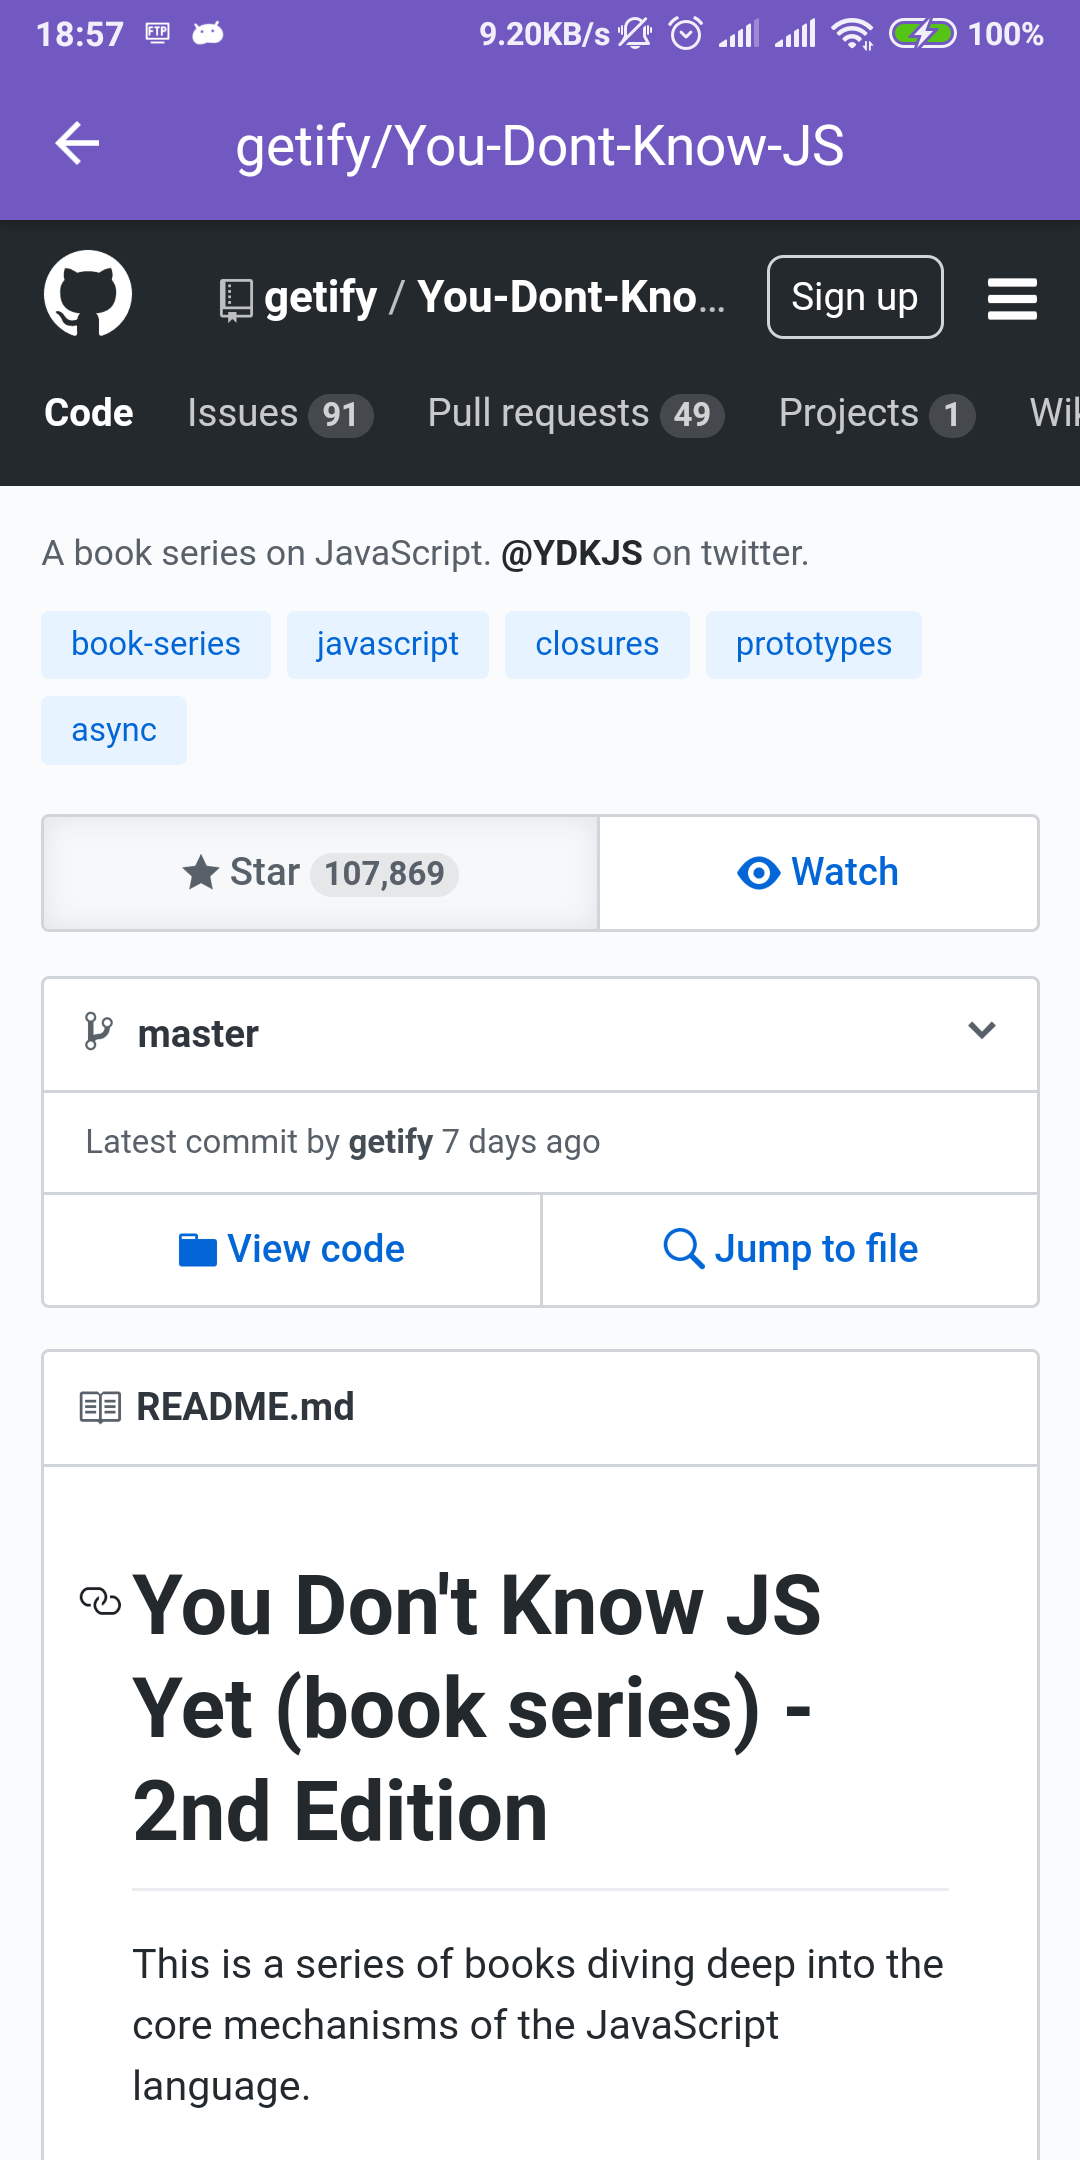 18:57 FTP 9.20KB/s 100%
getify/You-Dont-Know-JS
getify / You-Dont-Kno... Sign up
Code Issues 91 Pull requests 49 Projects 1 Wik
A book series on JavaScript. @YDKJS on twitter.
book-series javascript closures prototypes
async
Star 107,869 Watch
master
Latest commit by getify 7 days ago
View code Jump to file
README.md
You Don't Know JS
Yet (book series) -
2nd Edition
This is a series of books diving deep into the
core mechanisms of the JavaScript
language.